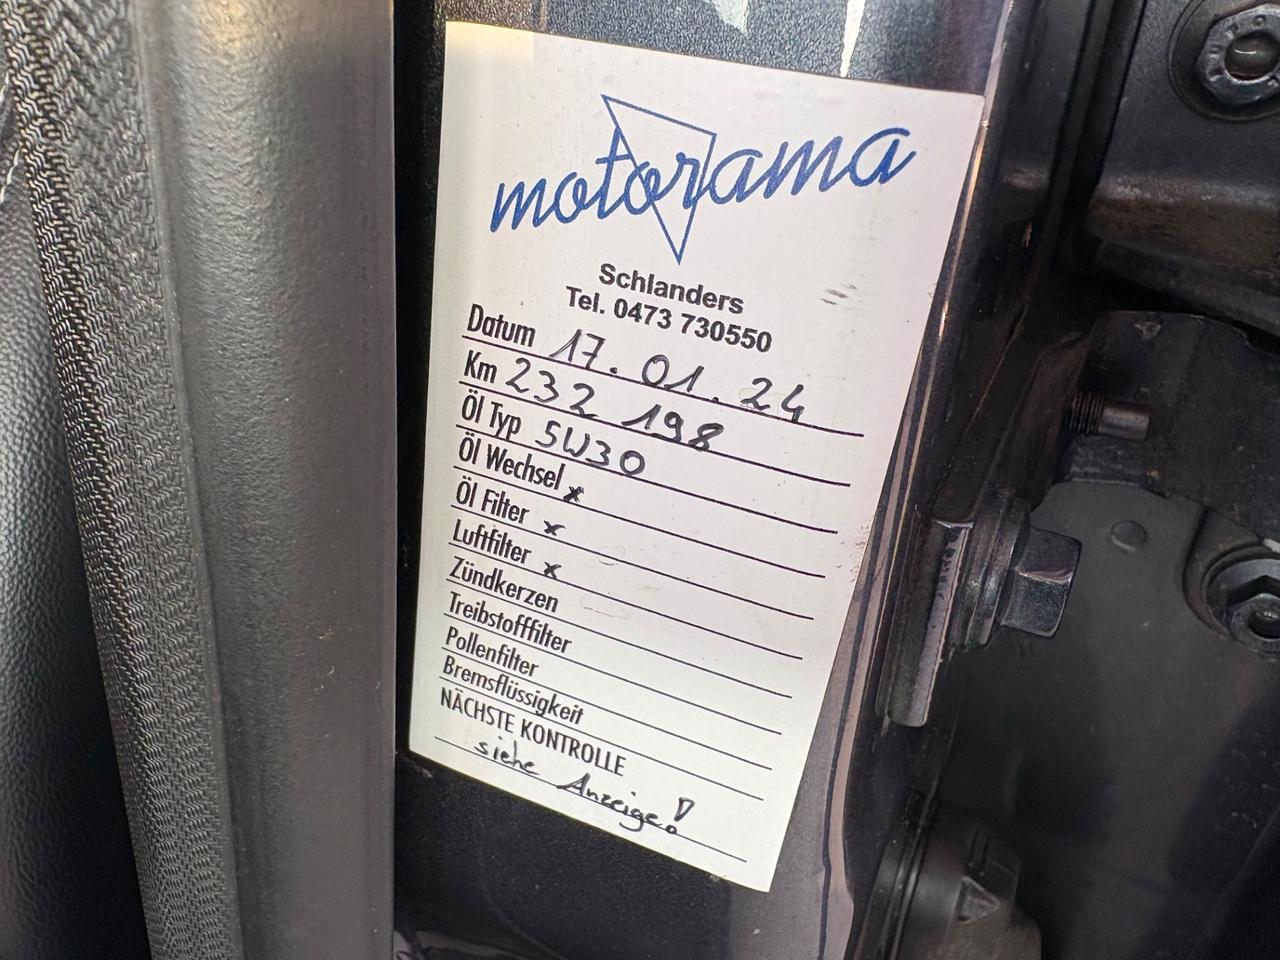 motorama
Schlanders
Tel. 0473 730550
Datum 17.01.24
Km 232 198
Öl Typ 5W30
Öl Wechsel x
Öl Filter x
Luftfilter x
Zündkerzen
Treibstofffilter
Pollenfilter
Bremsflüssigkeit
NÄCHSTE KONTROLLE
siehe Anzeige!